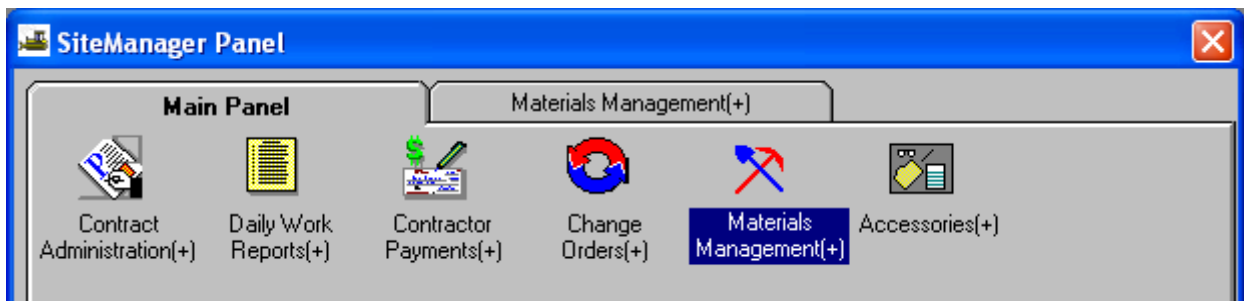 SiteManager Panel
Main Panel
Materials Management(+)
Contract
Administration(+)
Daily Work
Reports(+)
Contractor
Payments(+)
Change
Orders(+)
Materials
Management(+)
Accessories(+)